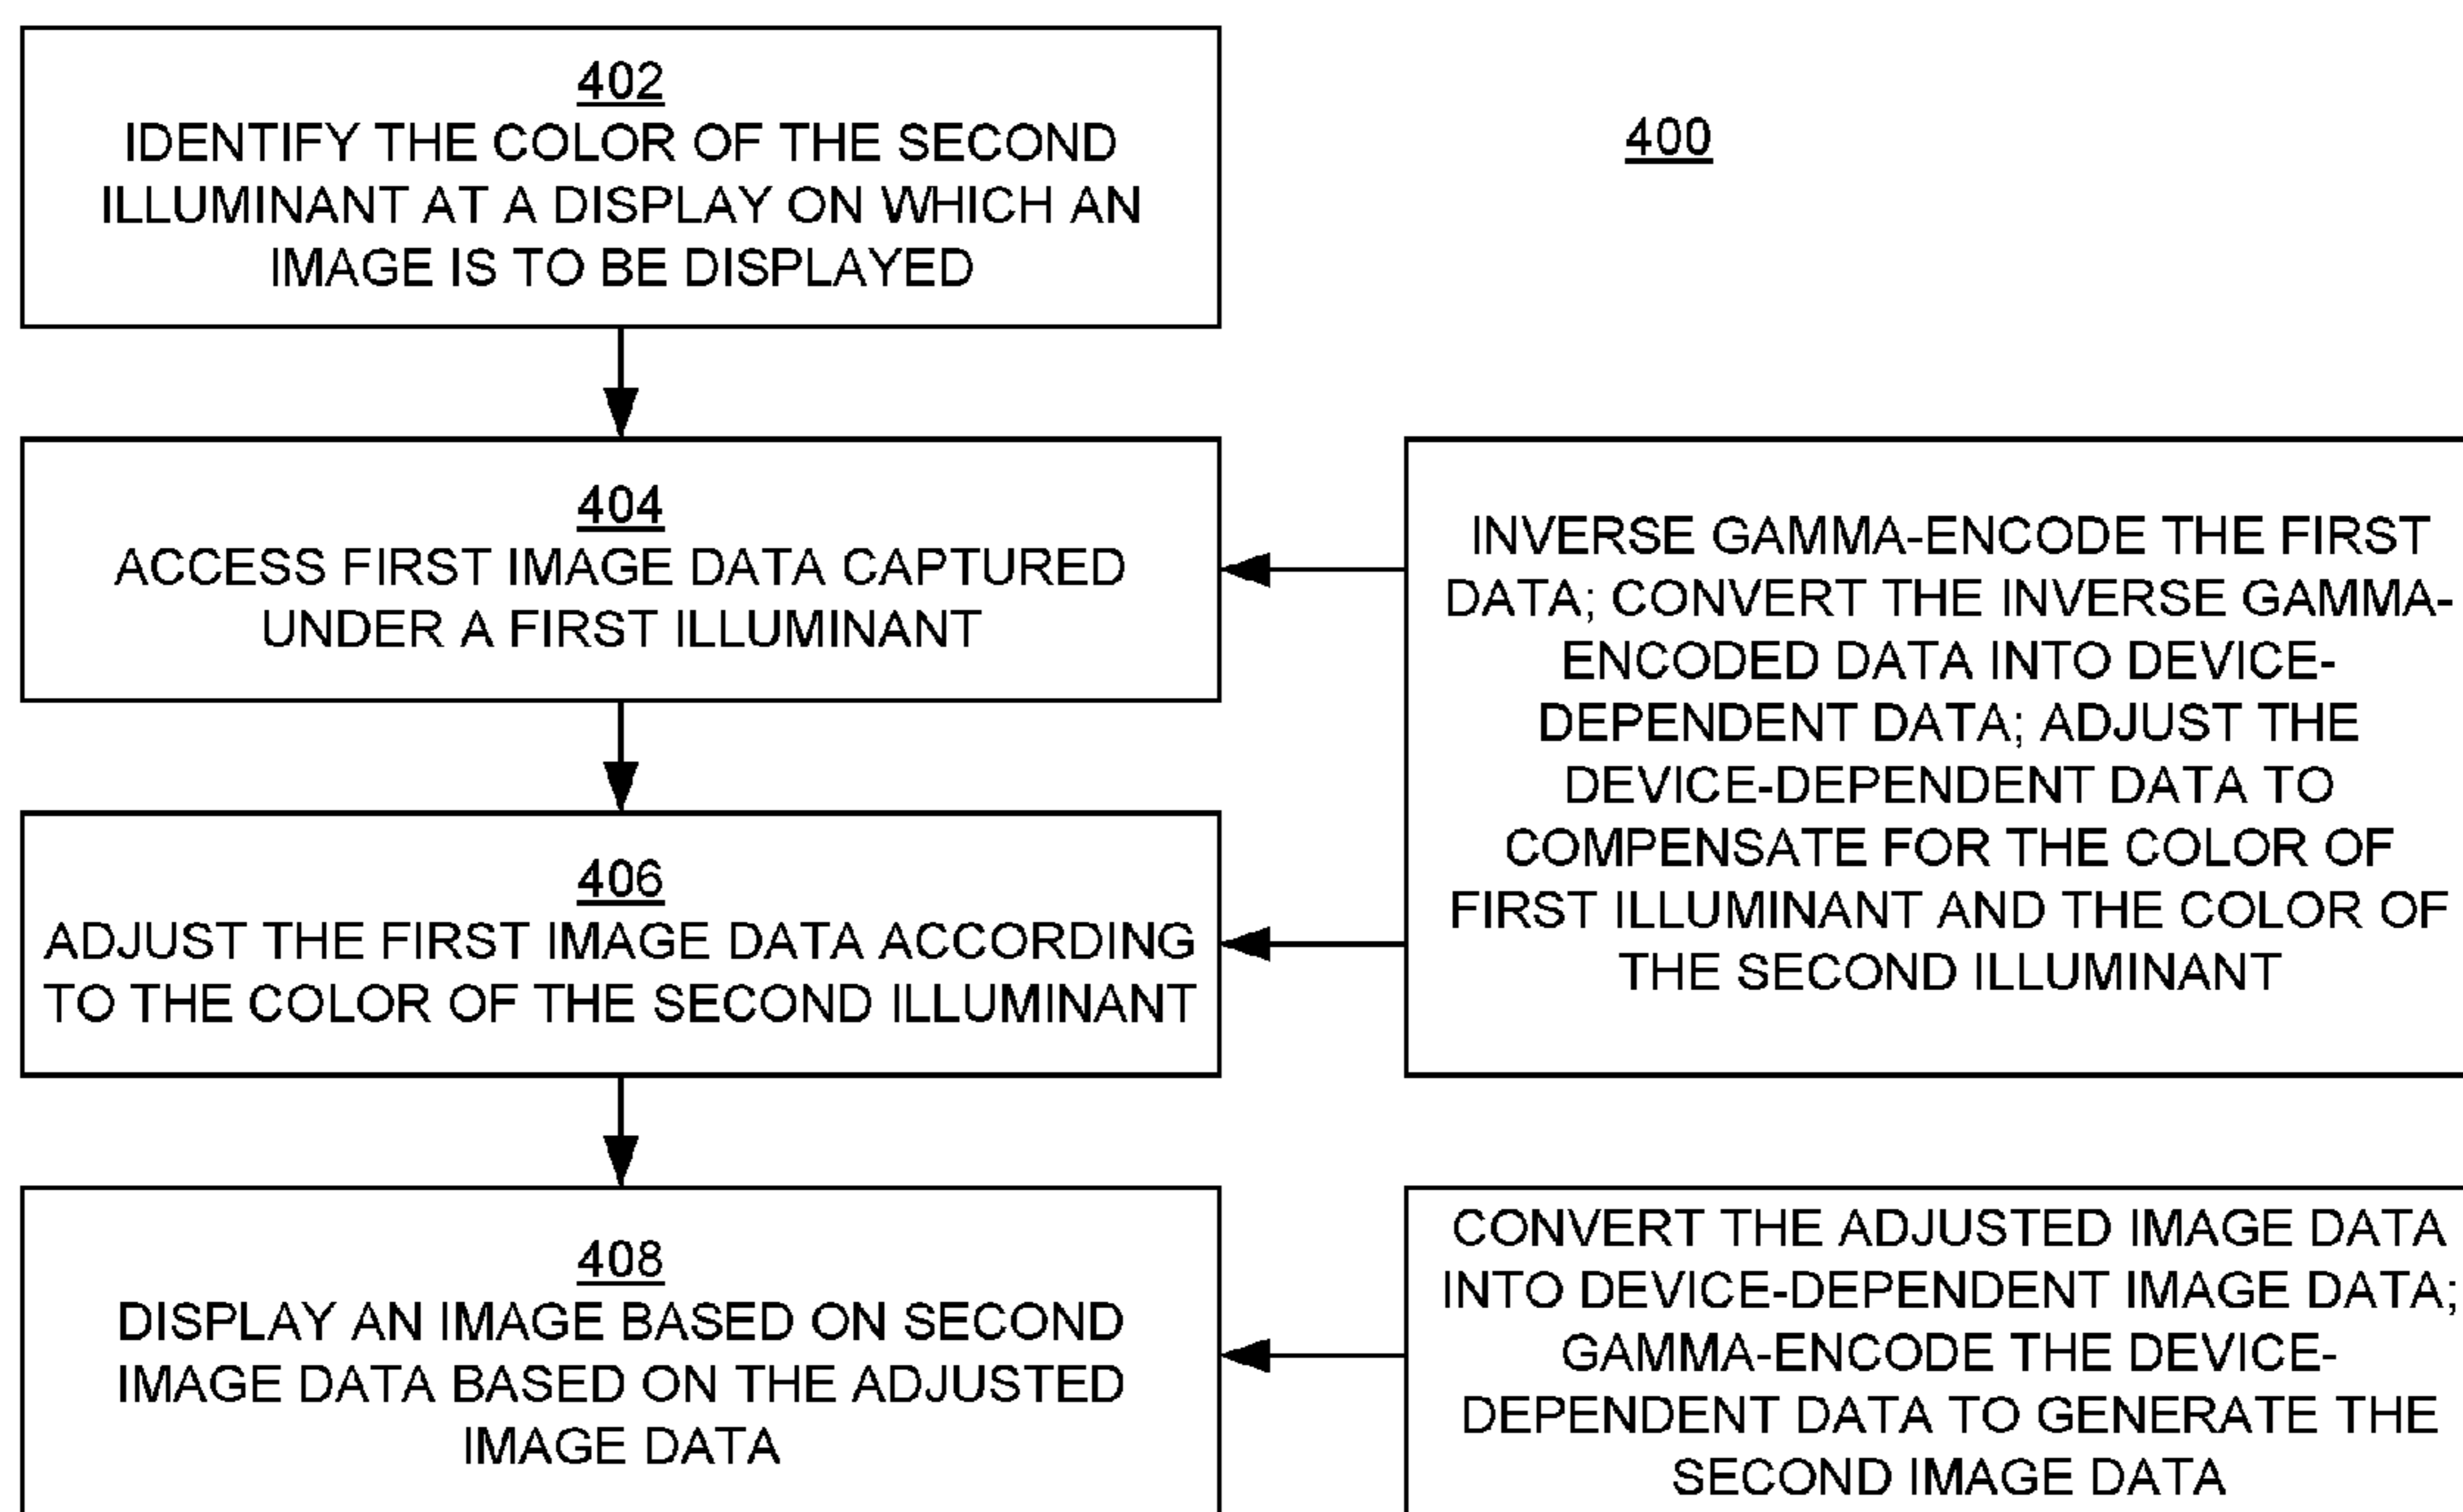 402
IDENTIFY THE COLOR OF THE SECOND
ILLUMINANT AT A DISPLAY ON WHICH AN
IMAGE IS TO BE DISPLAYED
400
404
ACCESS FIRST IMAGE DATA CAPTURED
UNDER A FIRST ILLUMINANT
INVERSE GAMMA-ENCODE THE FIRST
DATA; CONVERT THE INVERSE GAMMA-
ENCODED DATA INTO DEVICE-
DEPENDENT DATA; ADJUST THE
DEVICE-DEPENDENT DATA TO
COMPENSATE FOR THE COLOR OF
FIRST ILLUMINANT AND THE COLOR OF
THE SECOND ILLUMINANT
406
ADJUST THE FIRST IMAGE DATA ACCORDING
TO THE COLOR OF THE SECOND ILLUMINANT
408
DISPLAY AN IMAGE BASED ON SECOND
IMAGE DATA BASED ON THE ADJUSTED
IMAGE DATA
CONVERT THE ADJUSTED IMAGE DATA
INTO DEVICE-DEPENDENT IMAGE DATA;
GAMMA-ENCODE THE DEVICE-
DEPENDENT DATA TO GENERATE THE
SECOND IMAGE DATA